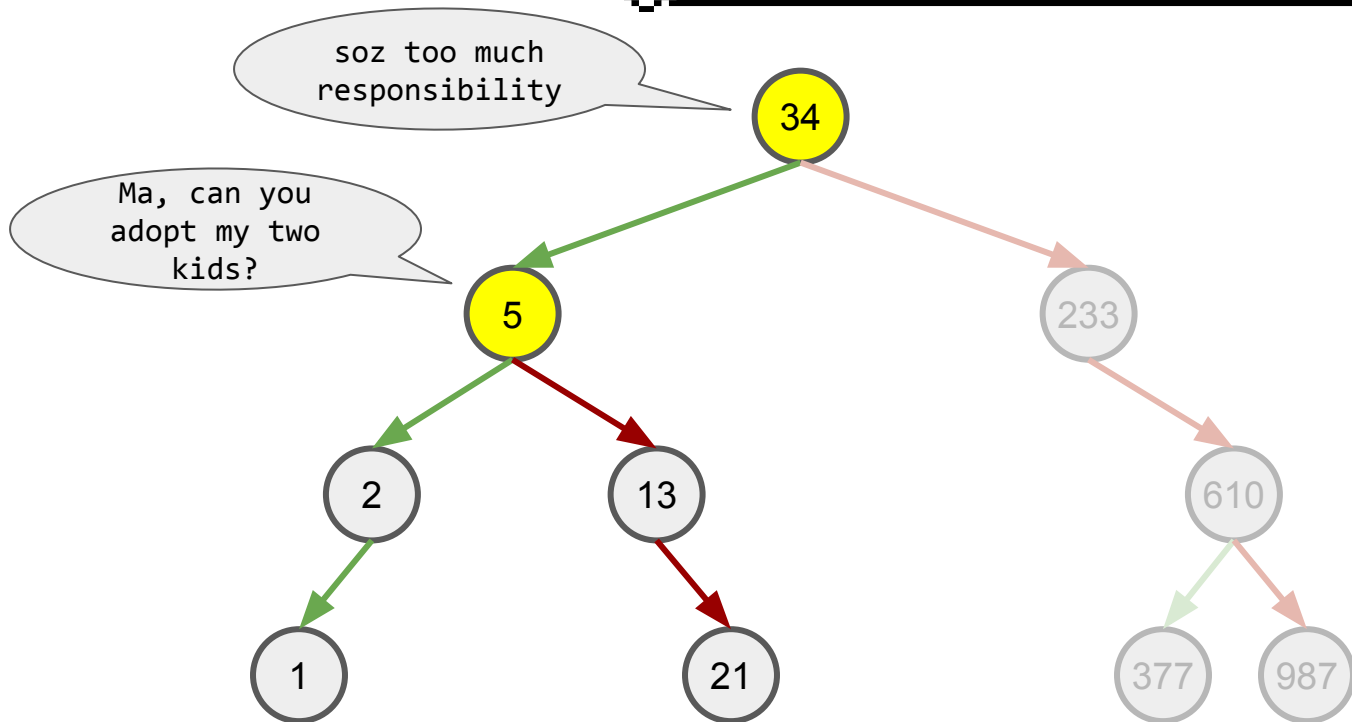 soz too much
responsibility
34
Ma, can you
adopt my two
kids?
5
233
2
13
610
1
21
377
987